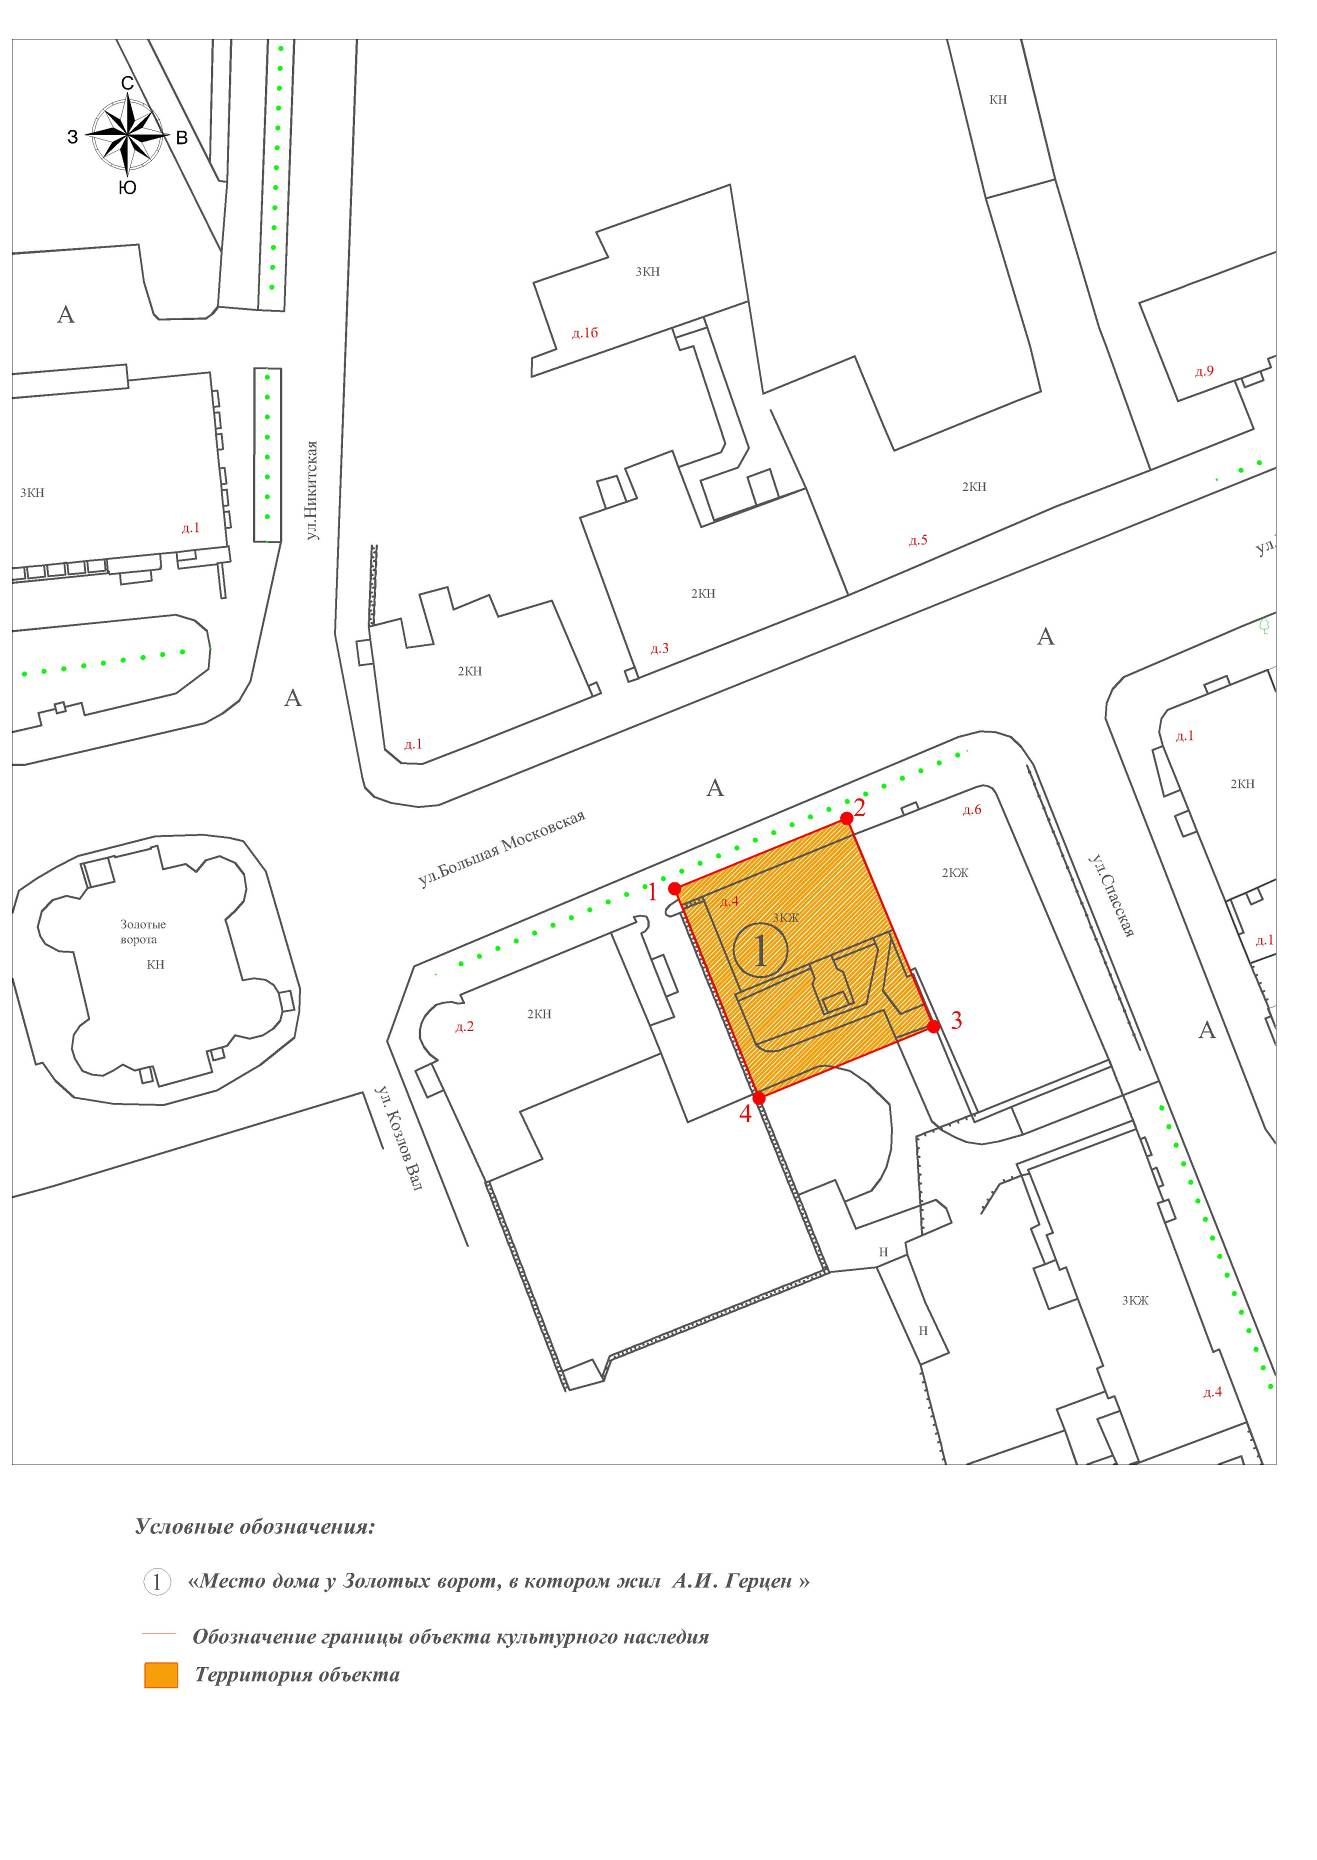 С
З
В
Ю
КН
3КН
А
д.1б
д.9
ул.Никитская
3КН
2КН
д.1
д.5
ул.
2КН
А
д.3
2КН
А
д.1
д.1
2КН
А
2
д.6
ул.Большая Московская
2КЖ
ул.Спасская
1
д.4
3КЖ
Золотые
ворота
КН
1
д.1
2КН
д.2
3
А
4
ул. Козлов Вал
Н
3КЖ
Н
д.4
Условные обозначения:
1 «Место дома у Золотых ворот, в котором жил А.И. Герцен »
Обозначение границы объекта культурного наследия
Территория объекта